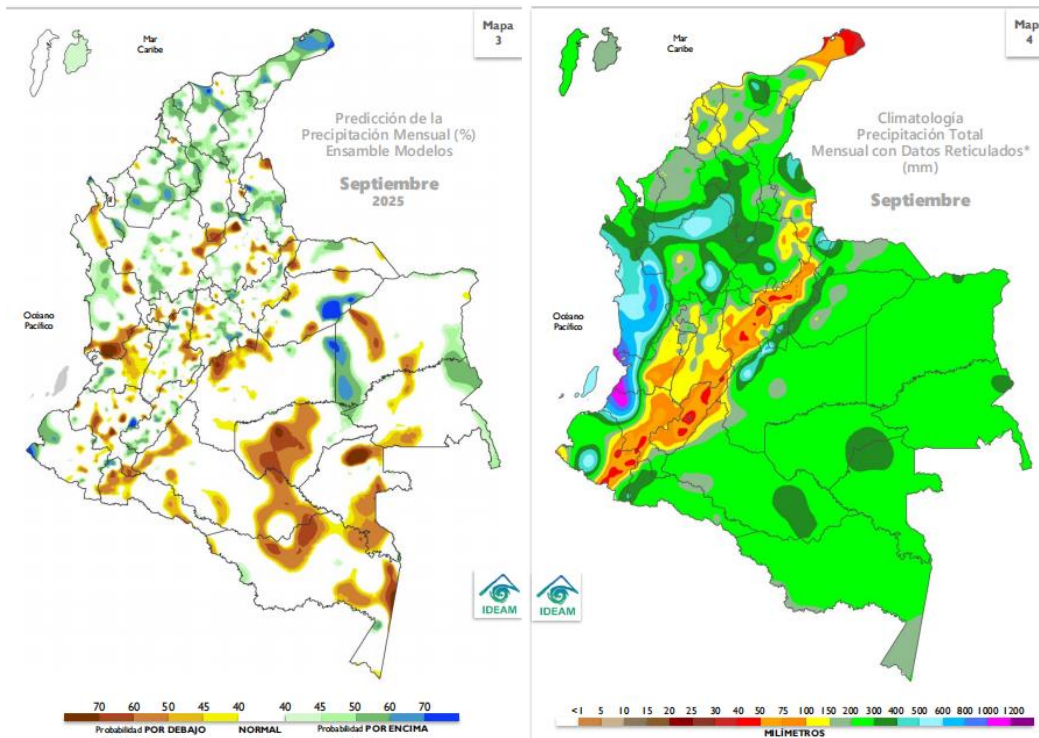 Mapa
3
Mar
Caribe
Predicción de la
Precipitación Mensual (%)
Ensamble Modelos
Septiembre
2025
Océano
Pacífico
IDEAM
70 60 50 45 40 40 45 50 60 70
Probabilidad POR DEBAJO NORMAL Probabilidad POR ENCIMA
Mapa
4
Mar
Caribe
Climatología
Precipitación Total
Mensual con Datos Reticulados*
(mm)
Septiembre
Océano
Pacífico
IDEAM
<1 5 10 15 20 25 30 40 50 75 100 150 200 300 400 500 600 800 1000 1200
MILÍMETROS